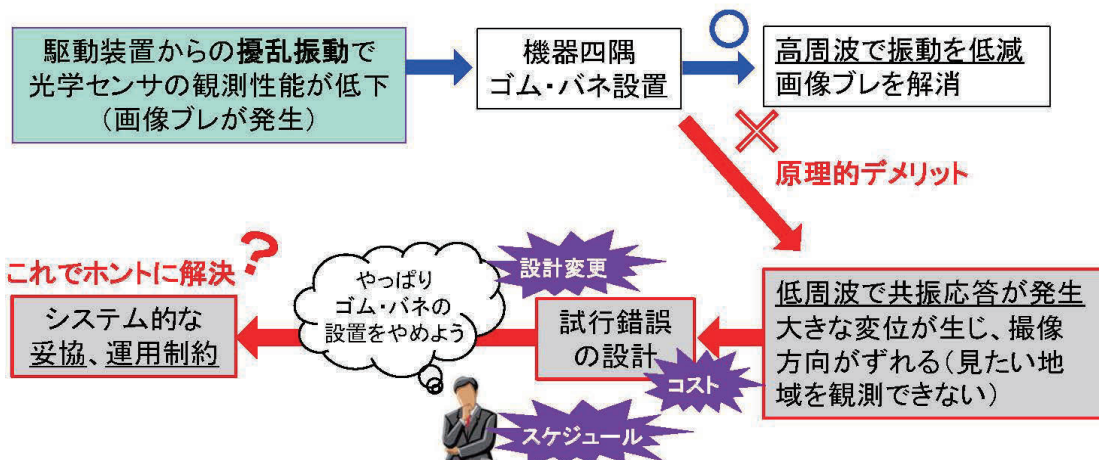 駆動装置からの擾乱振動で
光学センサの観測性能が低下
（画像ブレが発生）
機器四隅
ゴム・バネ設置
高周波で振動を低減
画像ブレを解消
原理的デメリット
低周波で共振応答が発生
大きな変位が生じ、撮像
方向がずれる（見たい地
域を観測できない）
設計変更
試行錯誤
の設計
コスト
スケジュール
やっぱり
ゴム・バネの
設置をやめよう
これでホントに解決?
システム的な
妥協、運用制約